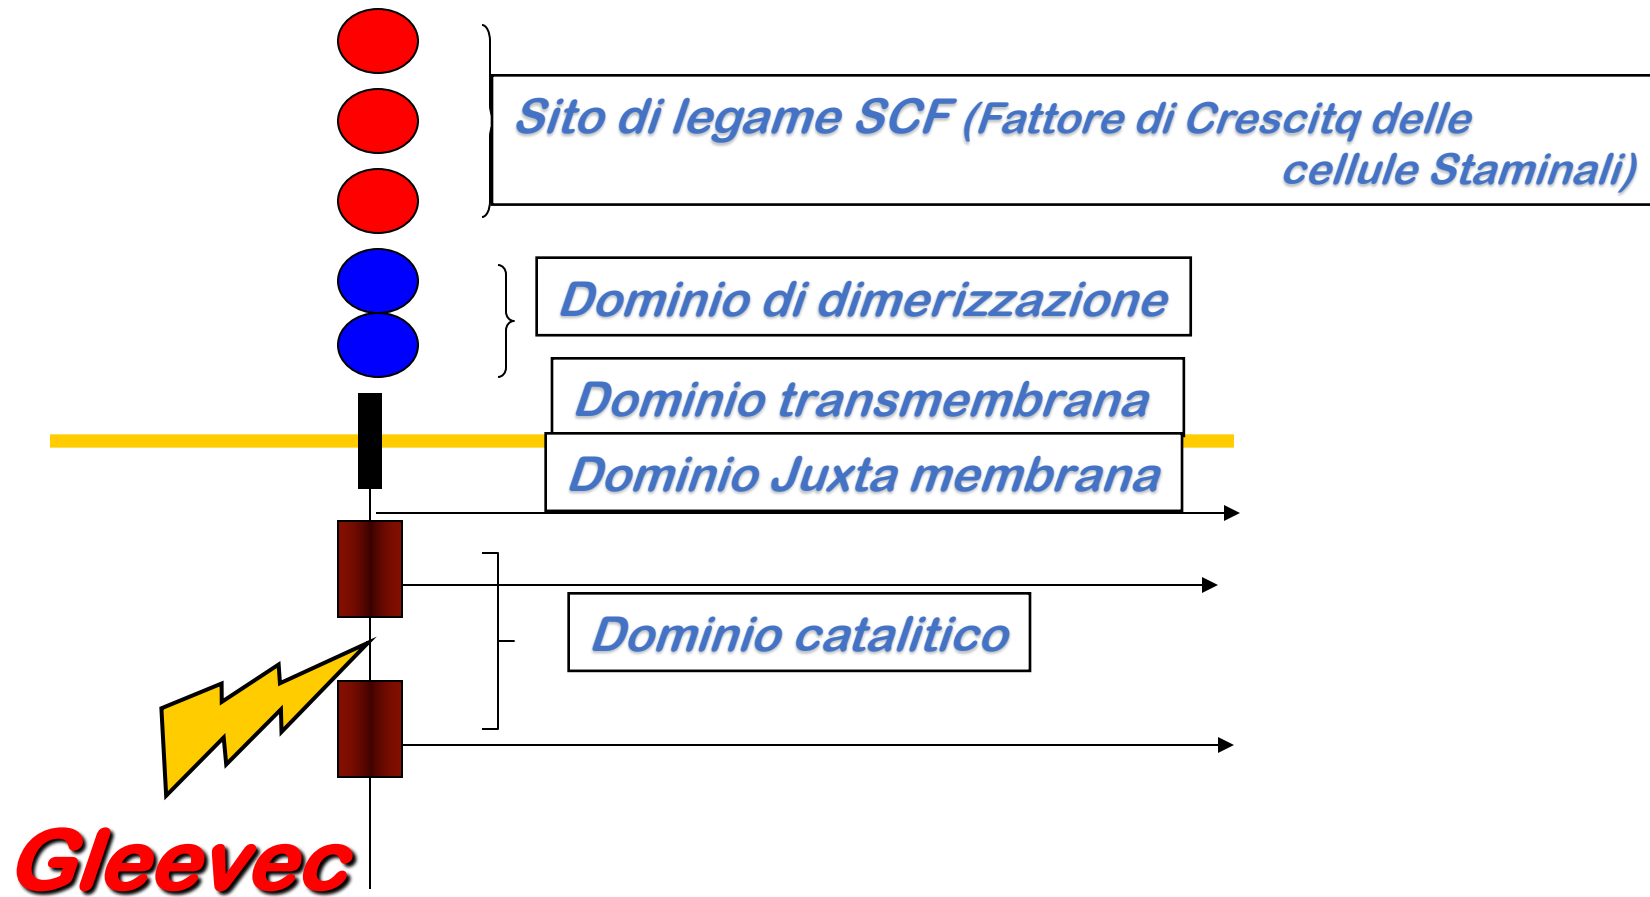 Sito di legame SCF (Fattore di Crescitq delle
cellule Staminali)
Dominio di dimerizzazione
Dominio transmembrana
Dominio Juxta membrana
Dominio catalitico
Gleevec